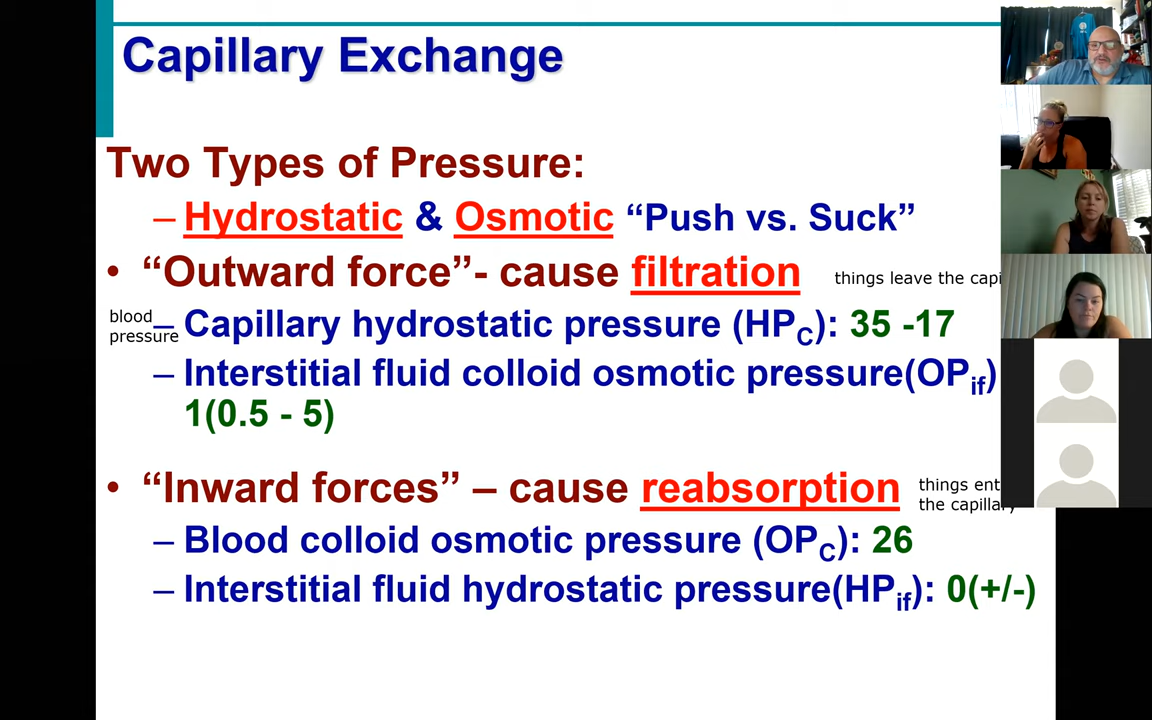 Capillary Exchange
Two Types of Pressure:
– Hydrostatic & Osmotic “Push vs. Suck”
• “Outward force”- cause filtration
things leave the
blood
pressure
– Capillary hydrostatic pressure (HPC): 35 -17
– Interstitial fluid colloid osmotic pressure(OPif)
1(0.5 - 5)
• “Inward forces” – cause reabsorption
things
the capillary
– Blood colloid osmotic pressure (OPC): 26
– Interstitial fluid hydrostatic pressure(HPif): 0(+/-)